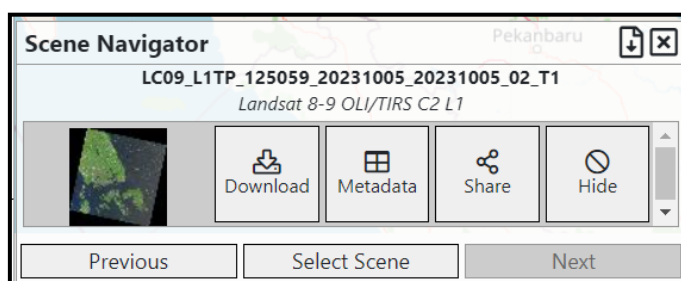 Pekanbaru
Scene Navigator
LC09_L1TP_125059_20231005_20231005_02_T1
Landsat 8-9 OLI/TIRS C2 L1
Download Metadata Share Hide
Previous Select Scene Next